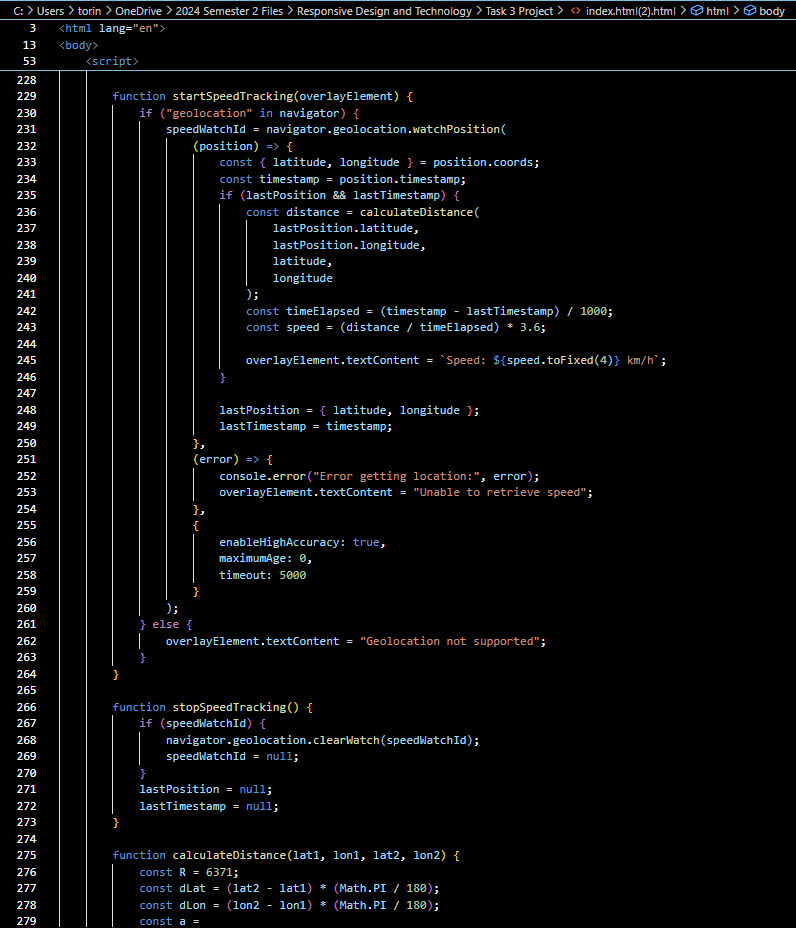 C: > Users > torin > OneDrive > 2024 Semester 2 Files > Responsive Design and Technology > Task 3 Project > <> index.html(2).html > html > body
3 <html lang="en">
13 <body>
53 <script>
228
229 function startSpeedTracking(overlayElement) {
230 if ("geolocation" in navigator) {
231 speedWatchId = navigator.geolocation.watchPosition(
232 (position) => {
233 const { latitude, longitude } = position.coords;
234 const timestamp = position.timestamp;
235 if (lastPosition && lastTimestamp) {
236 const distance = calculateDistance(
237 lastPosition.latitude,
238 lastPosition.longitude,
239 latitude,
240 longitude
241 );
242 const timeElapsed = (timestamp - lastTimestamp) / 1000;
243 const speed = (distance / timeElapsed) * 3.6;
244
245 overlayElement.textContent = `Speed: ${speed.toFixed(4)} km/h`;
246 }
247
248 lastPosition = { latitude, longitude };
249 lastTimestamp = timestamp;
250 },
251 (error) => {
252 console.error("Error getting location:", error);
253 overlayElement.textContent = "Unable to retrieve speed";
254 },
255 {
256 enableHighAccuracy: true,
257 maximumAge: 0,
258 timeout: 5000
259 }
260 );
261 } else {
262 overlayElement.textContent = "Geolocation not supported";
263 }
264 }
265
266 function stopSpeedTracking() {
267 if (speedWatchId) {
268 navigator.geolocation.clearWatch(speedWatchId);
269 speedWatchId = null;
270 }
271 lastPosition = null;
272 lastTimestamp = null;
273 }
274
275 function calculateDistance(lat1, lon1, lat2, lon2) {
276 const R = 6371;
277 const dLat = (lat2 - lat1) * (Math.PI / 180);
278 const dLon = (lon2 - lon1) * (Math.PI / 180);
279 const a =